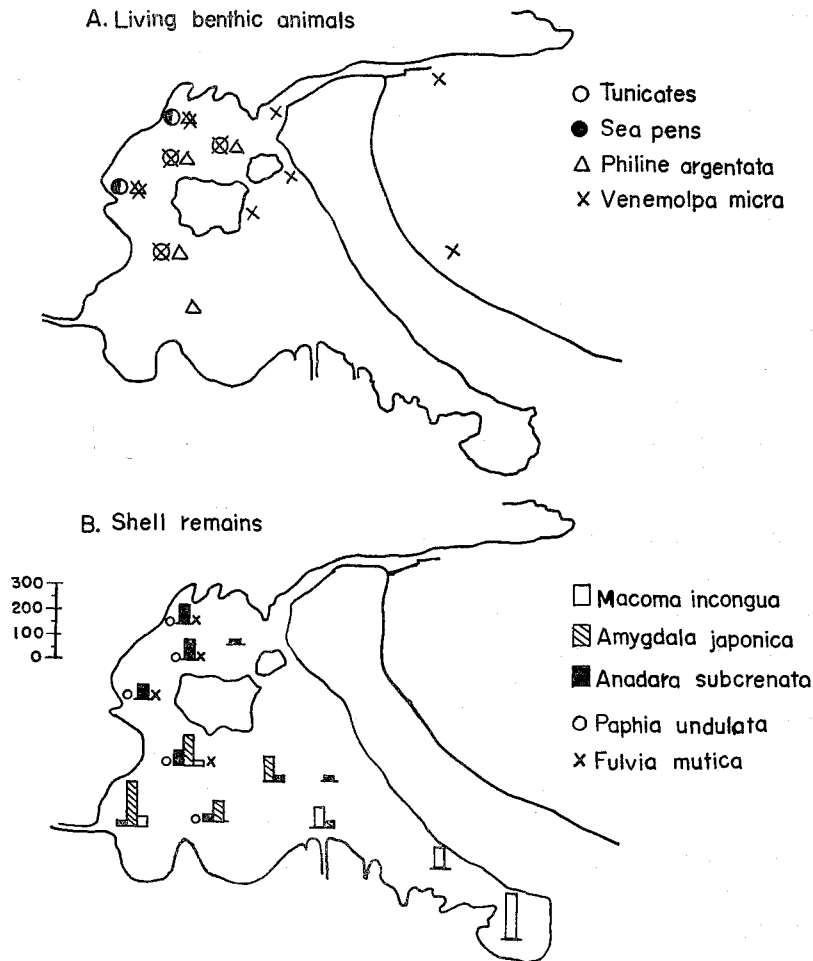 A. Living benthic animals
Tunicates
Sea pens
Philine argentata
Venemolpa micra
B. Shell remains
300
200
100
0
Macoma incongua
Amygdala japonica
Anadara subcrenata
Paphia undulata
Fulvia mutica